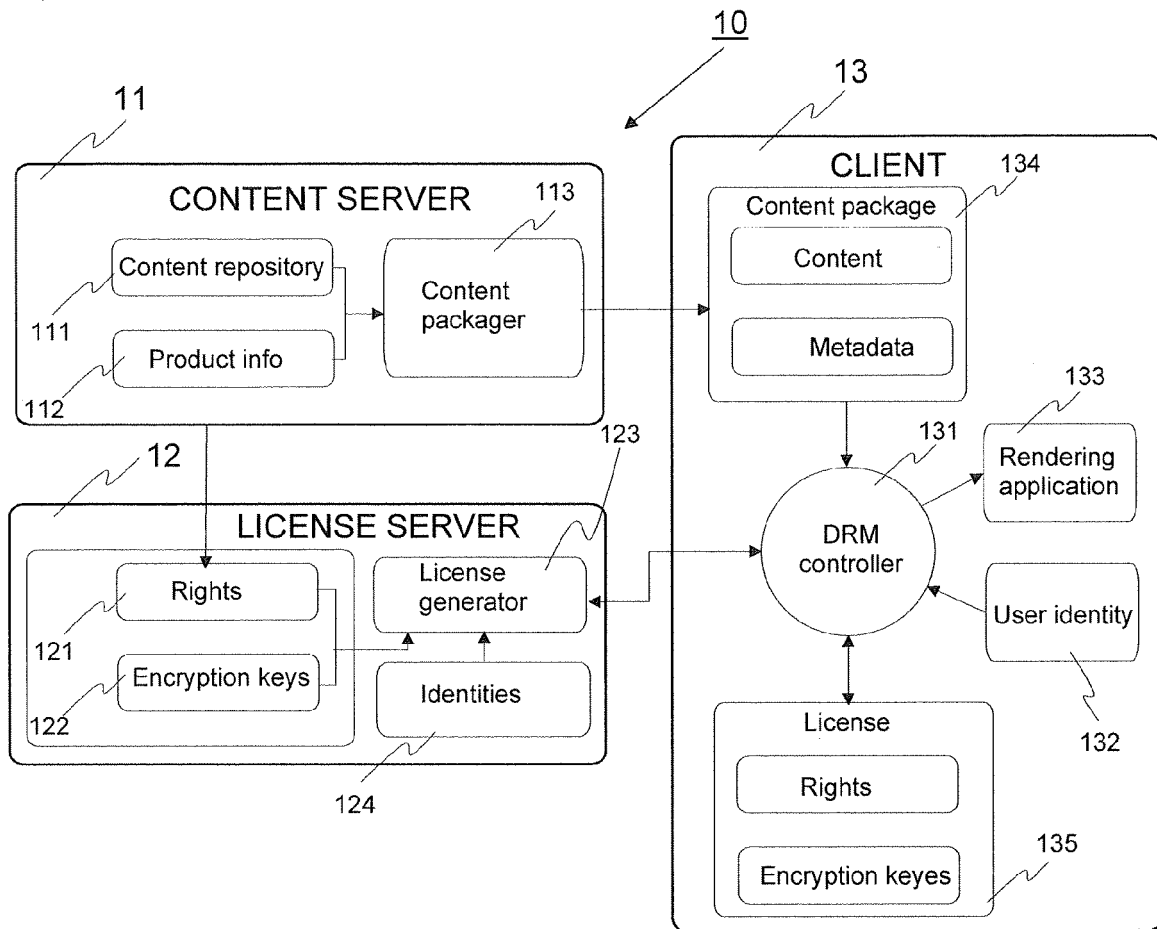 10
11
CONTENT SERVER
113
Content repository
111
Content
packager
Product info
112
13
CLIENT
134
Content package
Content
Metadata
133
Rendering
application
131
DRM
controller
User identity
132
12
LICENSE SERVER
123
Rights
121
License
generator
Encryption keys
122
Identities
124
License
Rights
Encryption keyes
135